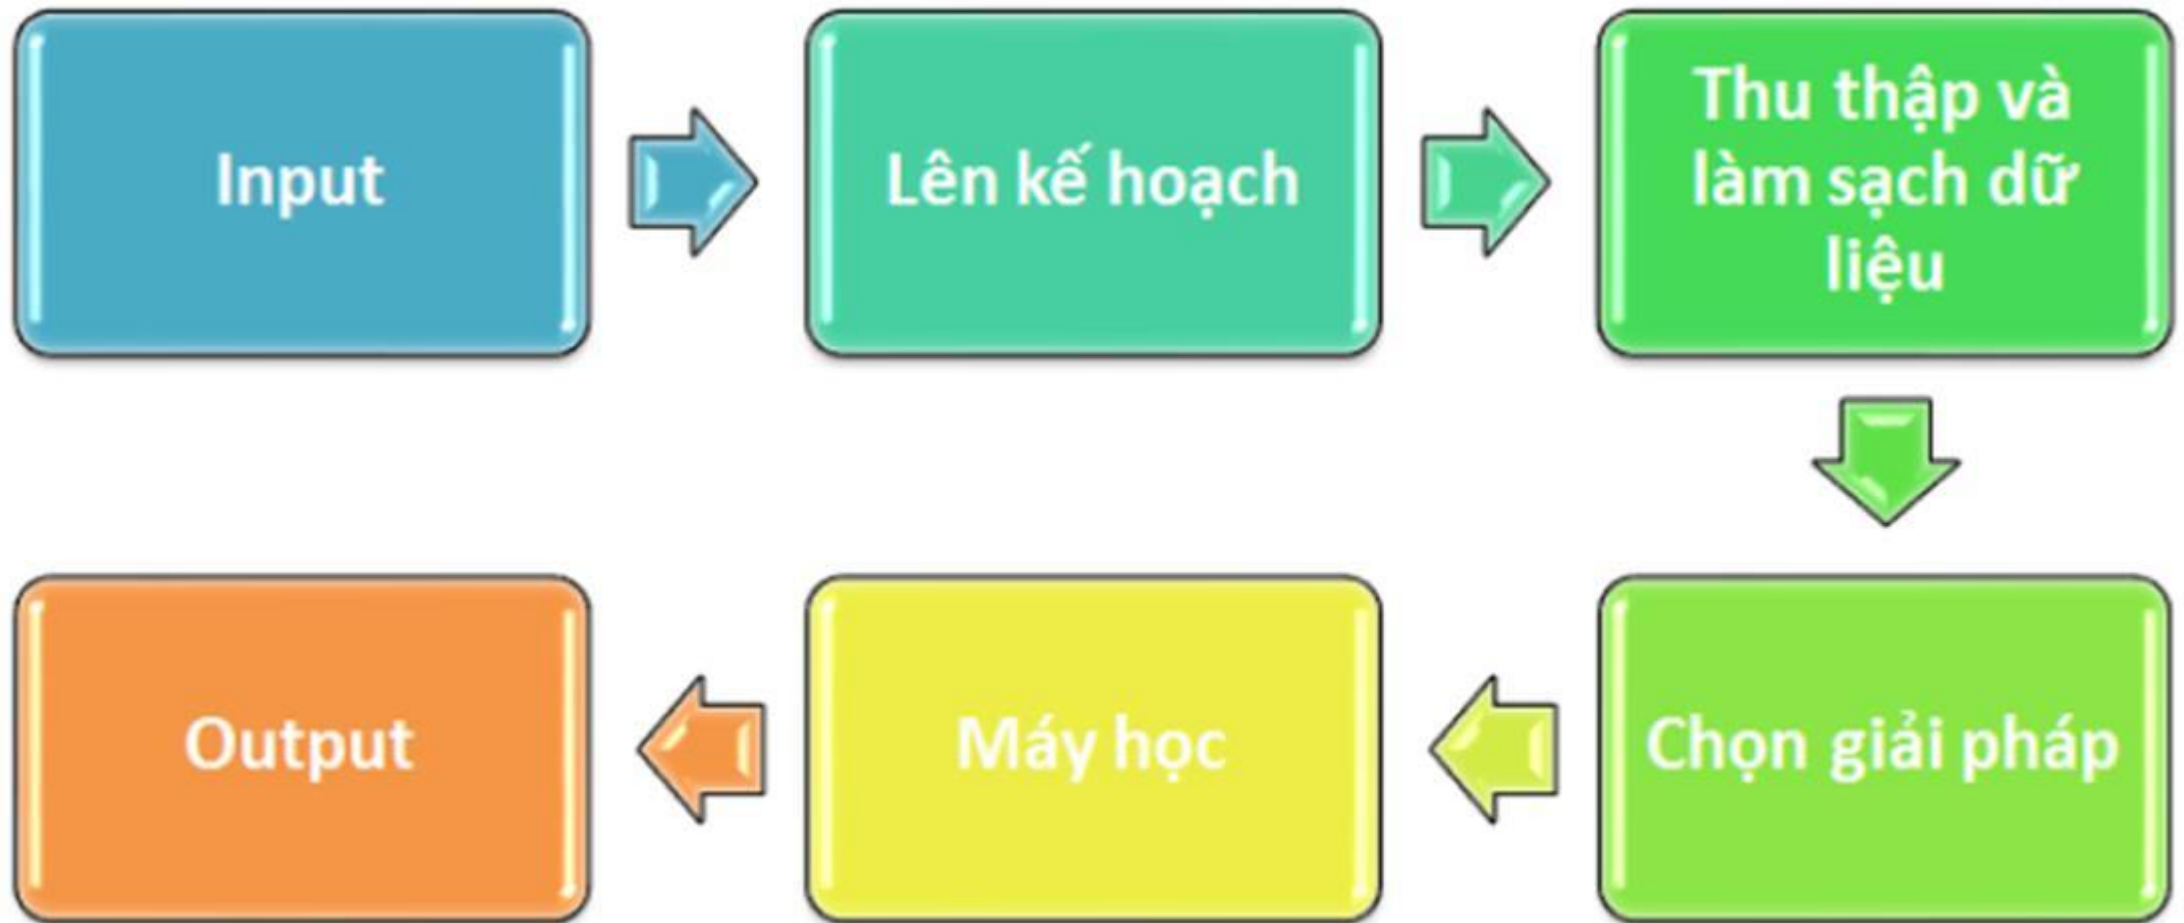 Input
Lên kế hoạch
Thu thập và
làm sạch dữ
liệu
Chọn giải pháp
Máy học
Output